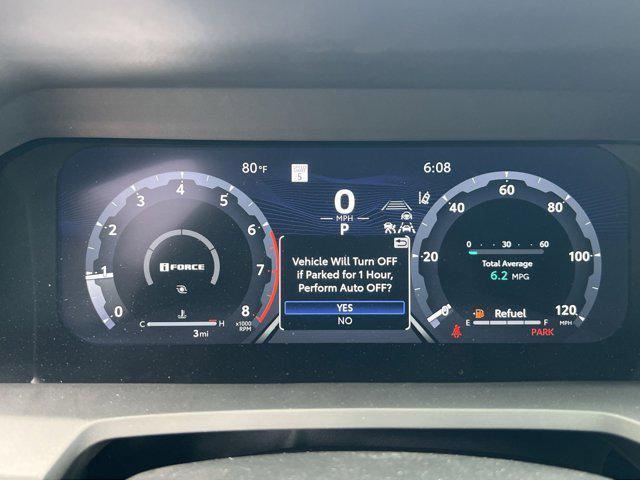 80°F
5
6:08
0
MPH
P
0 1 2 3 4 5 6 7 8
x1000
RPM
i FORCE
C H
3 mi
Vehicle Will Turn OFF
if Parked for 1 Hour,
Perform Auto OFF?
YES
NO
0 20 40 60 80 100 120
MPH
0 30 60
Total Average
6.2 MPG
Refuel
E F
PARK